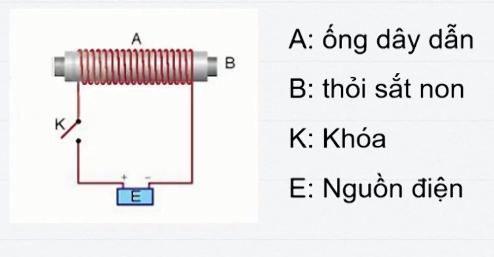 A
B
K
+ −
E
A: ống dây dẫn
B: thỏi sắt non
K: Khóa
E: Nguồn điện